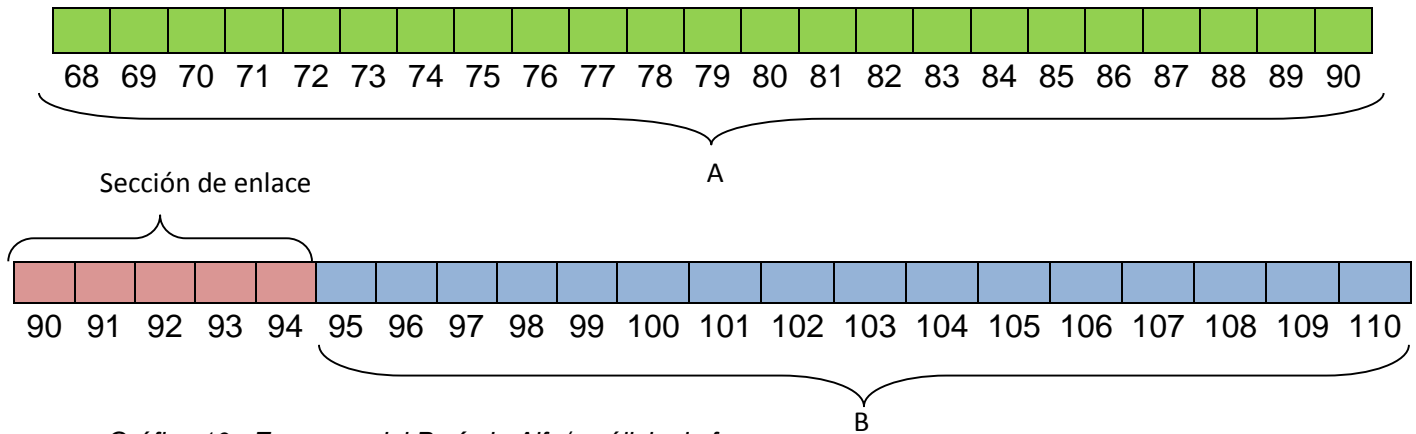 68 69 70 71 72 73 74 75 76 77 78 79 80 81 82 83 84 85 86 87 88 89 90
A
Sección de enlace
90 91 92 93 94 95 96 97 98 99 100 101 102 103 104 105 106 107 108 109 110
B